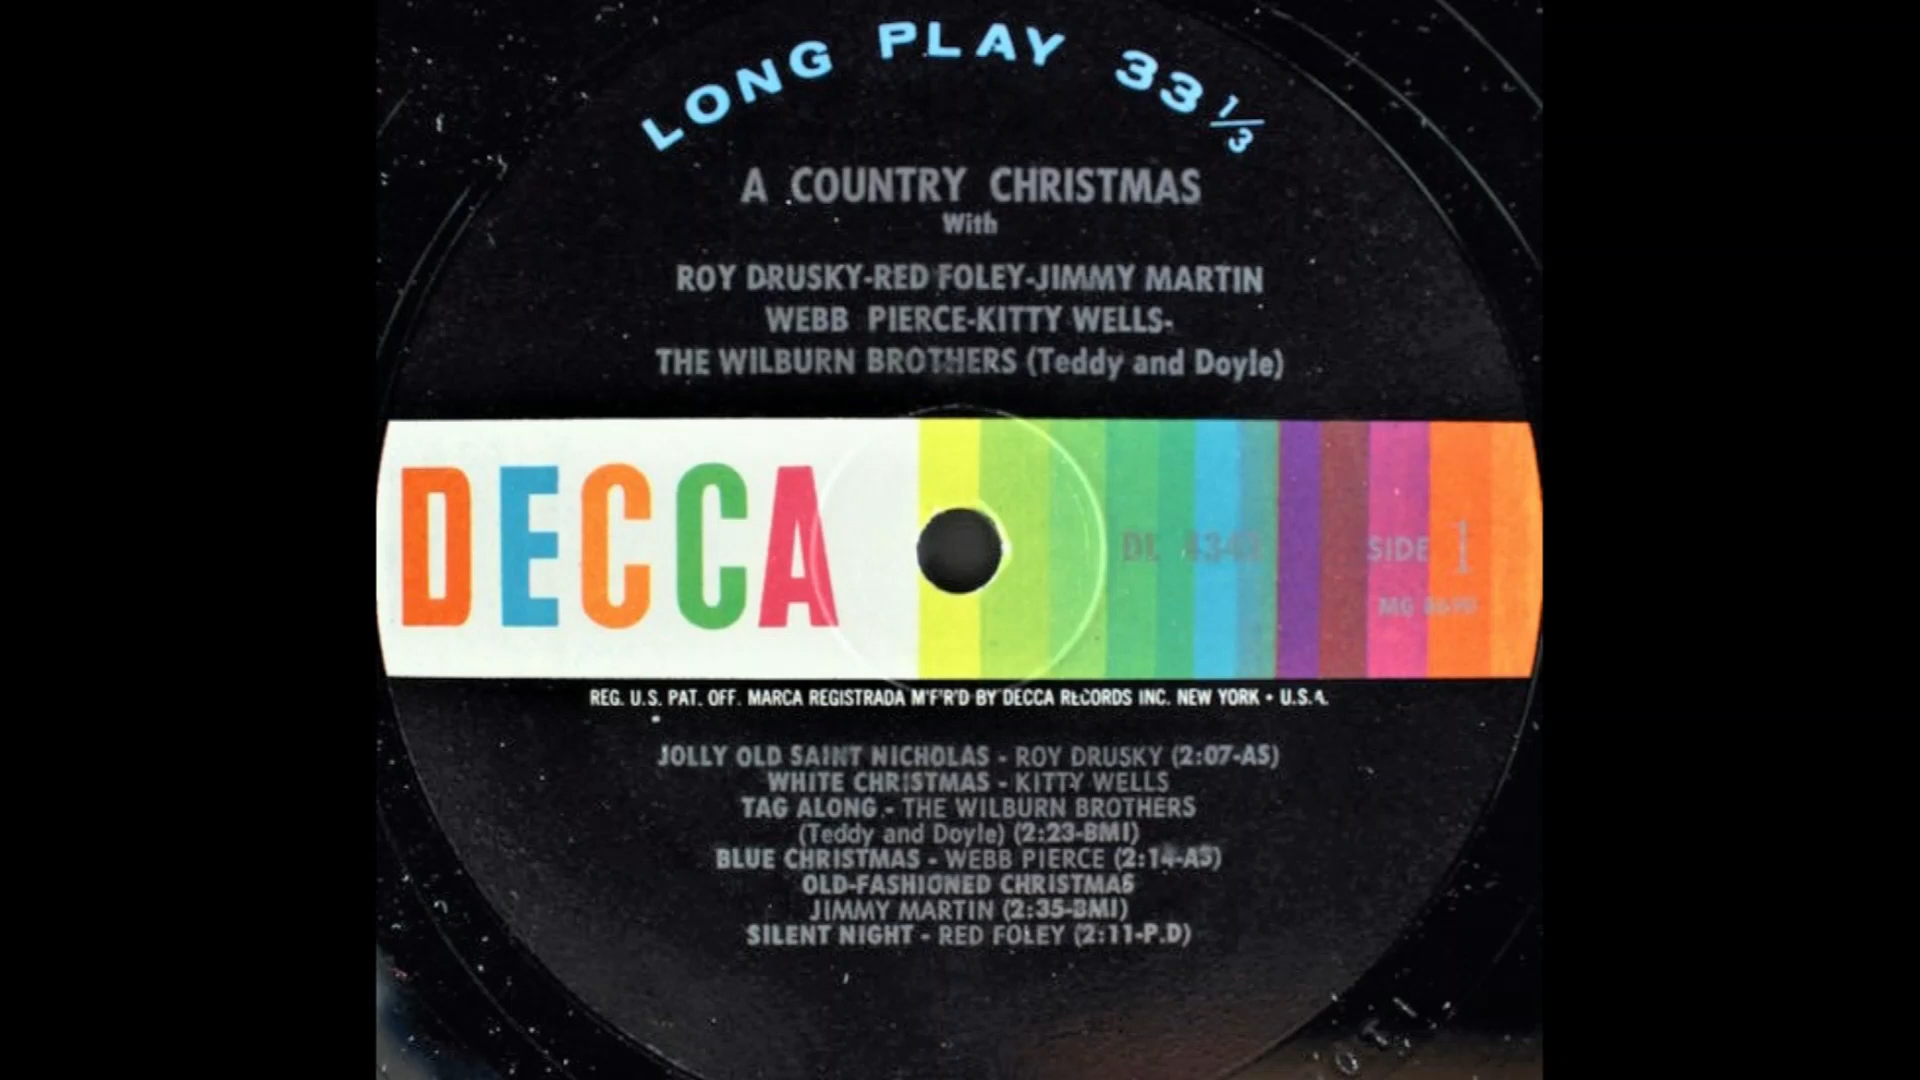 LONG PLAY 33 1/3
A COUNTRY CHRISTMAS
With
ROY DRUSKY-RED FOLEY-JIMMY MARTIN
WEBB PIERCE-KITTY WELLS-
THE WILBURN BROTHERS (Teddy and Doyle)
DECCA
DL
SIDE 1
MG
REG. U.S. PAT. OFF. MARCA REGISTRADA M'F'R'D BY DECCA RECORDS INC. NEW YORK • U.S.A.
JOLLY OLD SAINT NICHOLAS - ROY DRUSKY (2:07-AS)
WHITE CHRISTMAS - KITTY WELLS
TAG ALONG - THE WILBURN BROTHERS
(Teddy and Doyle) (2:23-BMI)
BLUE CHRISTMAS - WEBB PIERCE (2:14-AS)
OLD-FASHIONED CHRISTMAS
JIMMY MARTIN (2:35-BMI)
SILENT NIGHT - RED FOLEY (2:11-P.D)